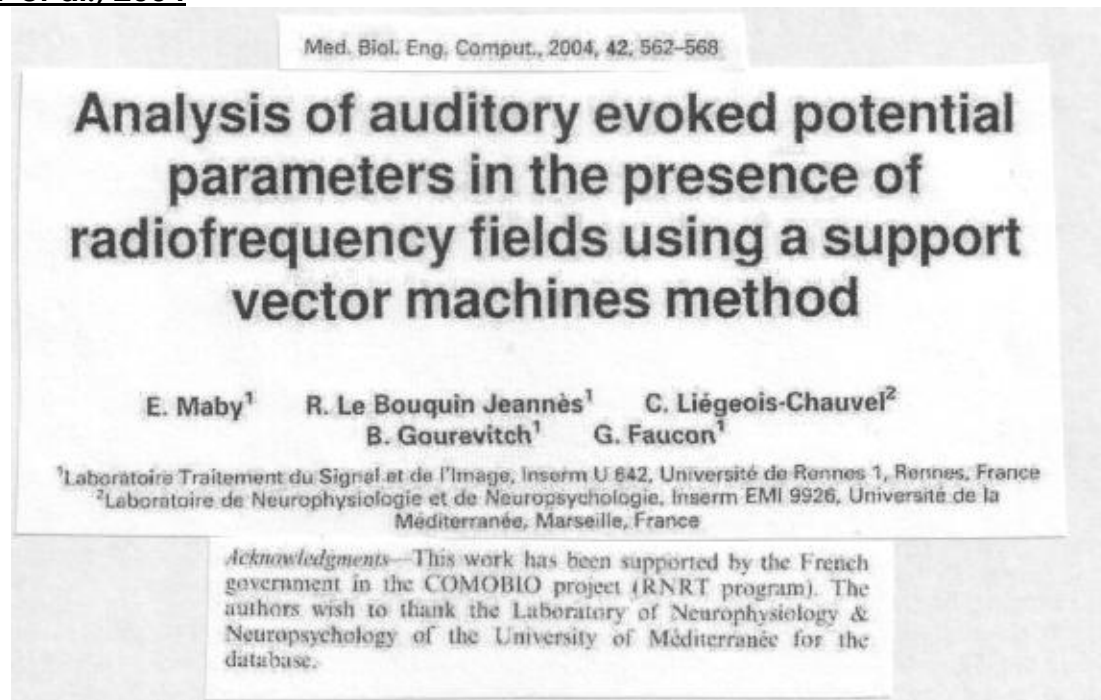 et al., 2004
Med. Biol. Eng. Comput., 2004, 42, 562–568
Analysis of auditory evoked potential
parameters in the presence of
radiofrequency fields using a support
vector machines method
E. Maby¹ R. Le Bouquin Jeannès¹ C. Liégeois-Chauvel²
B. Gourevitch¹ G. Faucon¹
¹Laboratoire Traitement du Signal et de l'Image, Inserm U 642, Université de Rennes 1, Rennes, France
²Laboratoire de Neurophysiologie et de Neuropsychologie, Inserm EMI 9926, Université de la
Méditerranée, Marseille, France
Acknowledgments—This work has been supported by the French
government in the COMOBIO project (RNRT program). The
authors wish to thank the Laboratory of Neurophysiology &
Neuropsychology of the University of Méditerranée for the
database.